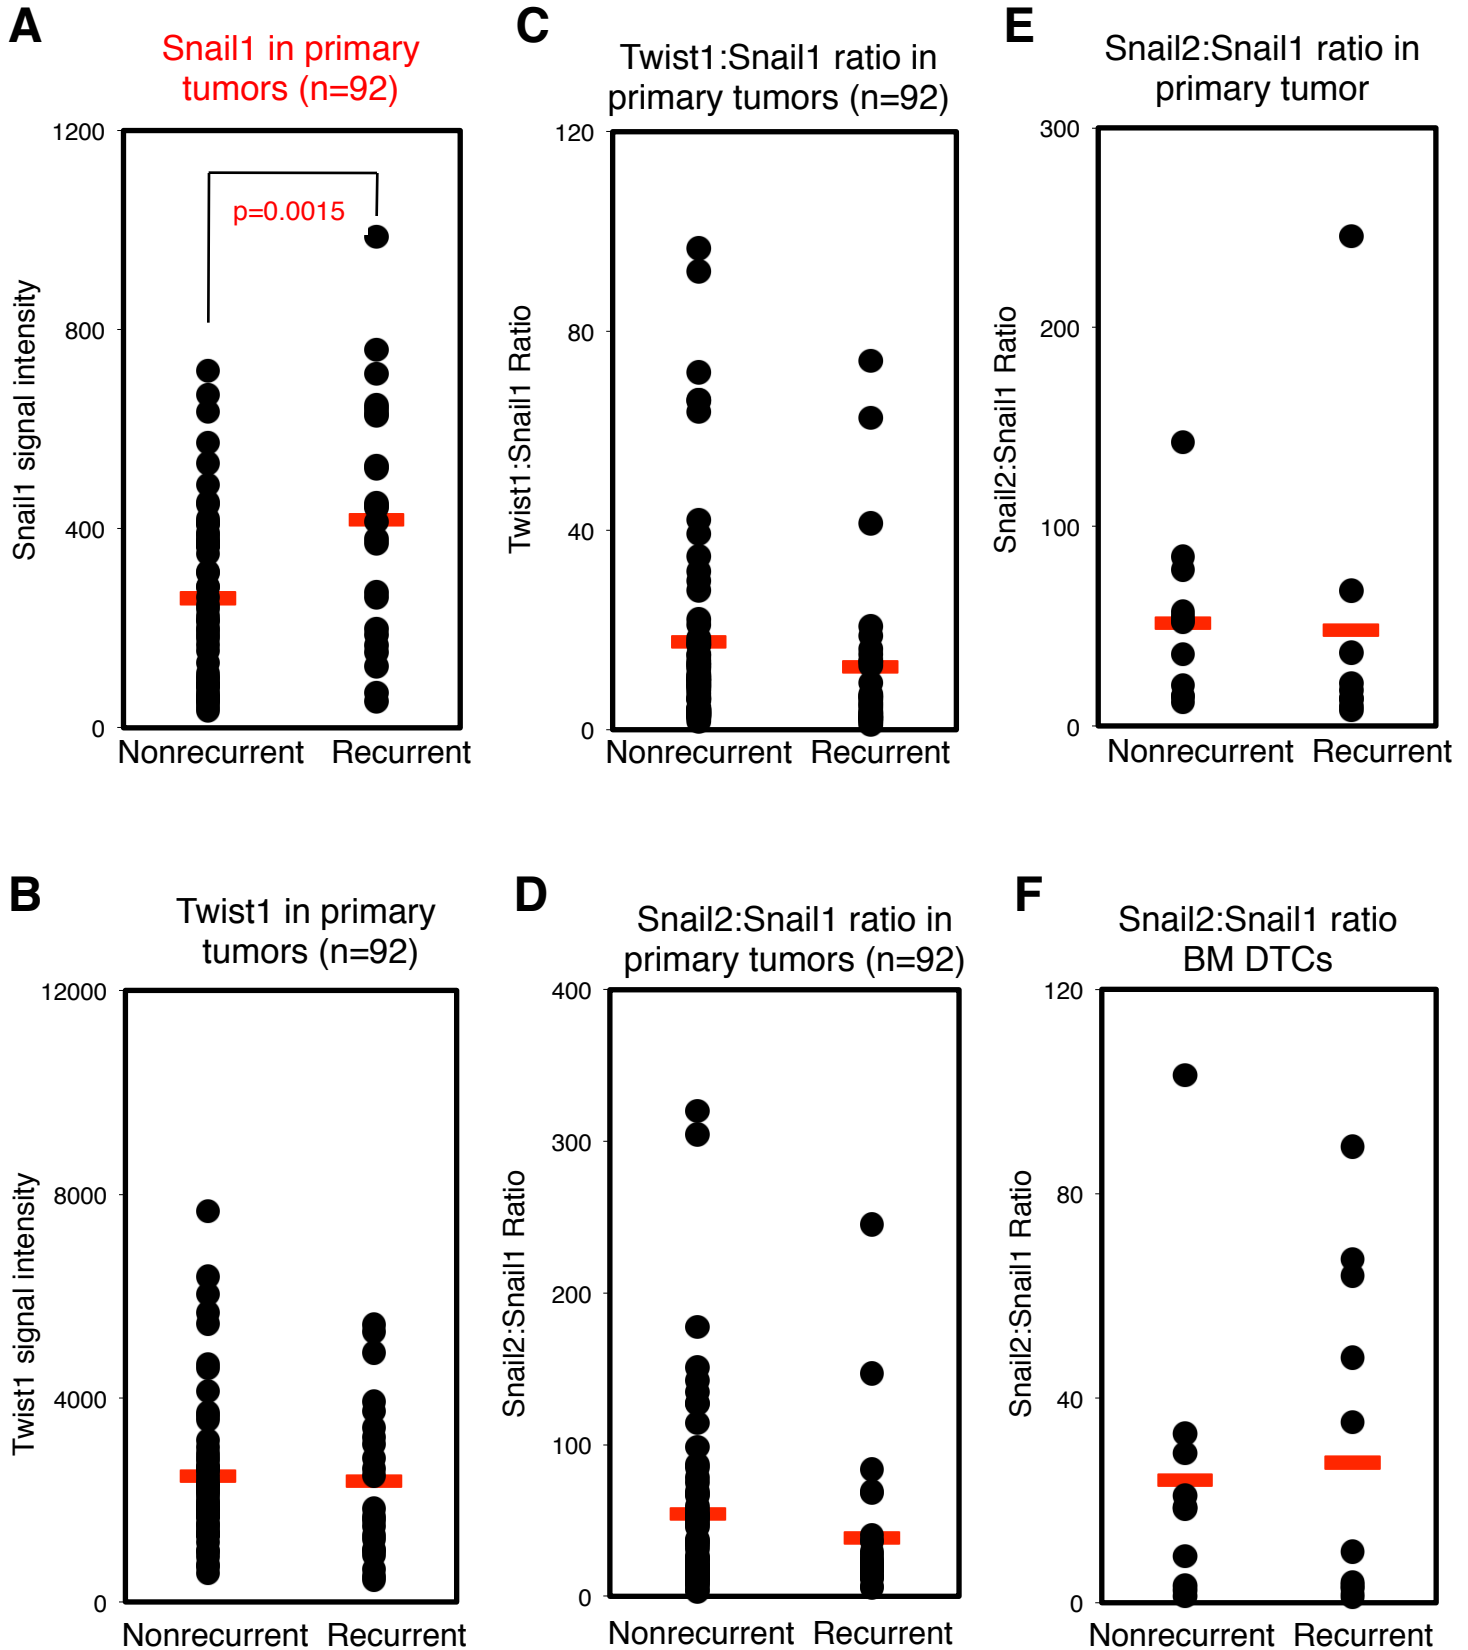 A
Snail1 in primary
tumors (n=92)
1200
800
400
0
Snail1 signal intensity
p=0.0015
Nonrecurrent Recurrent
C
Twist1:Snail1 ratio in
primary tumors (n=92)
120
80
40
0
Twist1:Snail1 Ratio
Nonrecurrent Recurrent
E
Snail2:Snail1 ratio in
primary tumor
300
200
100
0
Snail2:Snail1 Ratio
Nonrecurrent Recurrent
B
Twist1 in primary
tumors (n=92)
12000
8000
4000
0
Twist1 signal intensity
Nonrecurrent Recurrent
D
Snail2:Snail1 ratio in
primary tumors (n=92)
400
300
200
100
0
Snail2:Snail1 Ratio
Nonrecurrent Recurrent
F
Snail2:Snail1 ratio
BM DTCs
120
80
40
0
Snail2:Snail1 Ratio
Nonrecurrent Recurrent